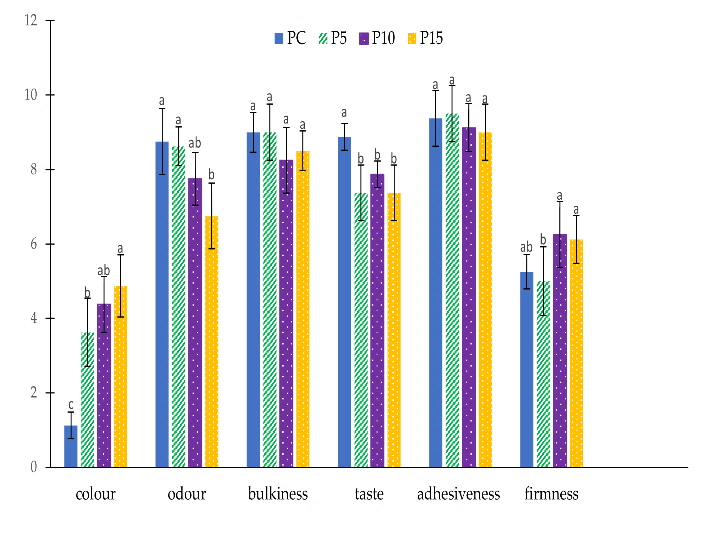 12
PC P5 P10 P15
10
8
6
4
2
0
c b ab a
a a ab b
a a a a
a b b b
a a a a
ab b a a
colour odour bulkiness taste adhesiveness firmness